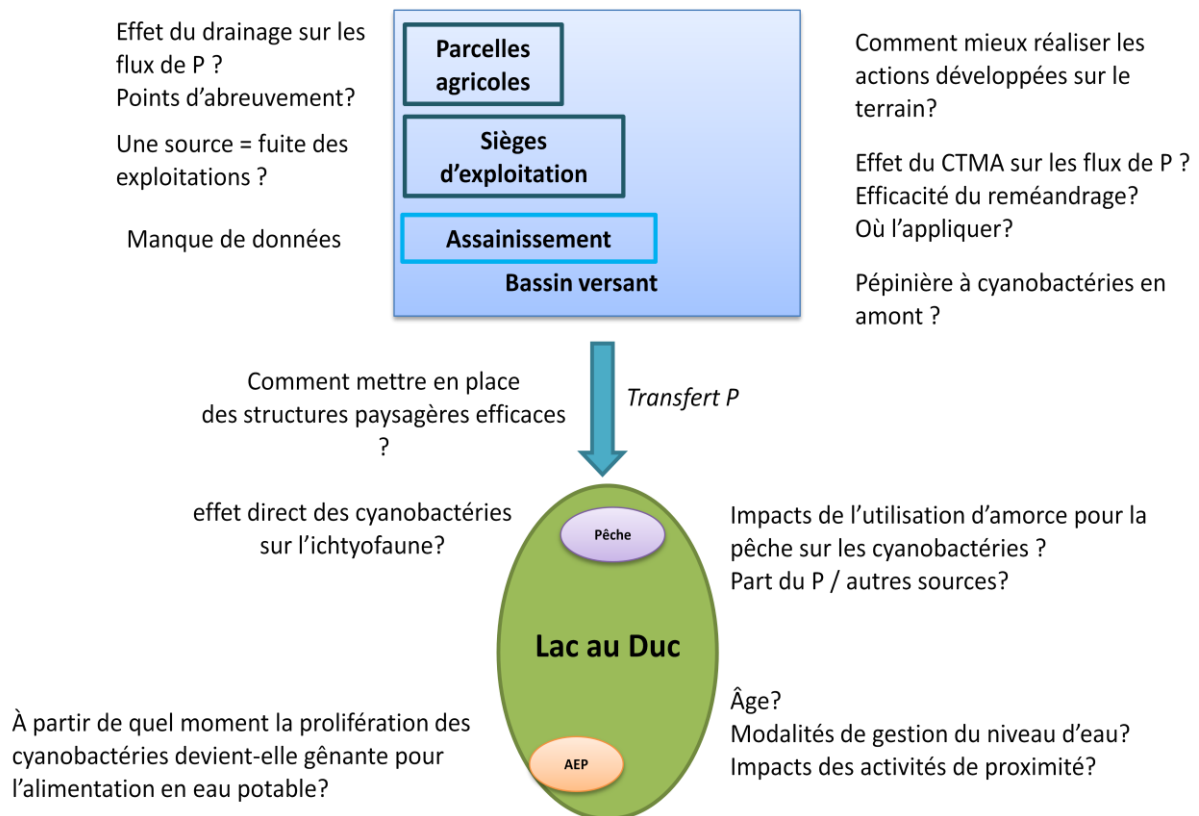 Effet du drainage sur les
flux de P ?
Points d'abreuvement?
Une source = fuite des
exploitations ?
Manque de données
Parcelles
agricoles
Sièges
d'exploitation
Assainissement
Bassin versant
Comment mieux réaliser les
actions développées sur le
terrain?
Effet du CTMA sur les flux de P ?
Efficacité du reméandrage?
Où l'appliquer?
Pépinière à cyanobactéries en
amont ?
Comment mettre en place
des structures paysagères efficaces
?
Transfert P
effet direct des cyanobactéries
sur l'ichtyofaune?
Pêche
Impacts de l'utilisation d'amorce pour la
pêche sur les cyanobactéries ?
Part du P / autres sources?
Lac au Duc
À partir de quel moment la prolifération des
cyanobactéries devient-elle gênante pour
l'alimentation en eau potable?
AEP
Âge?
Modalités de gestion du niveau d'eau?
Impacts des activités de proximité?